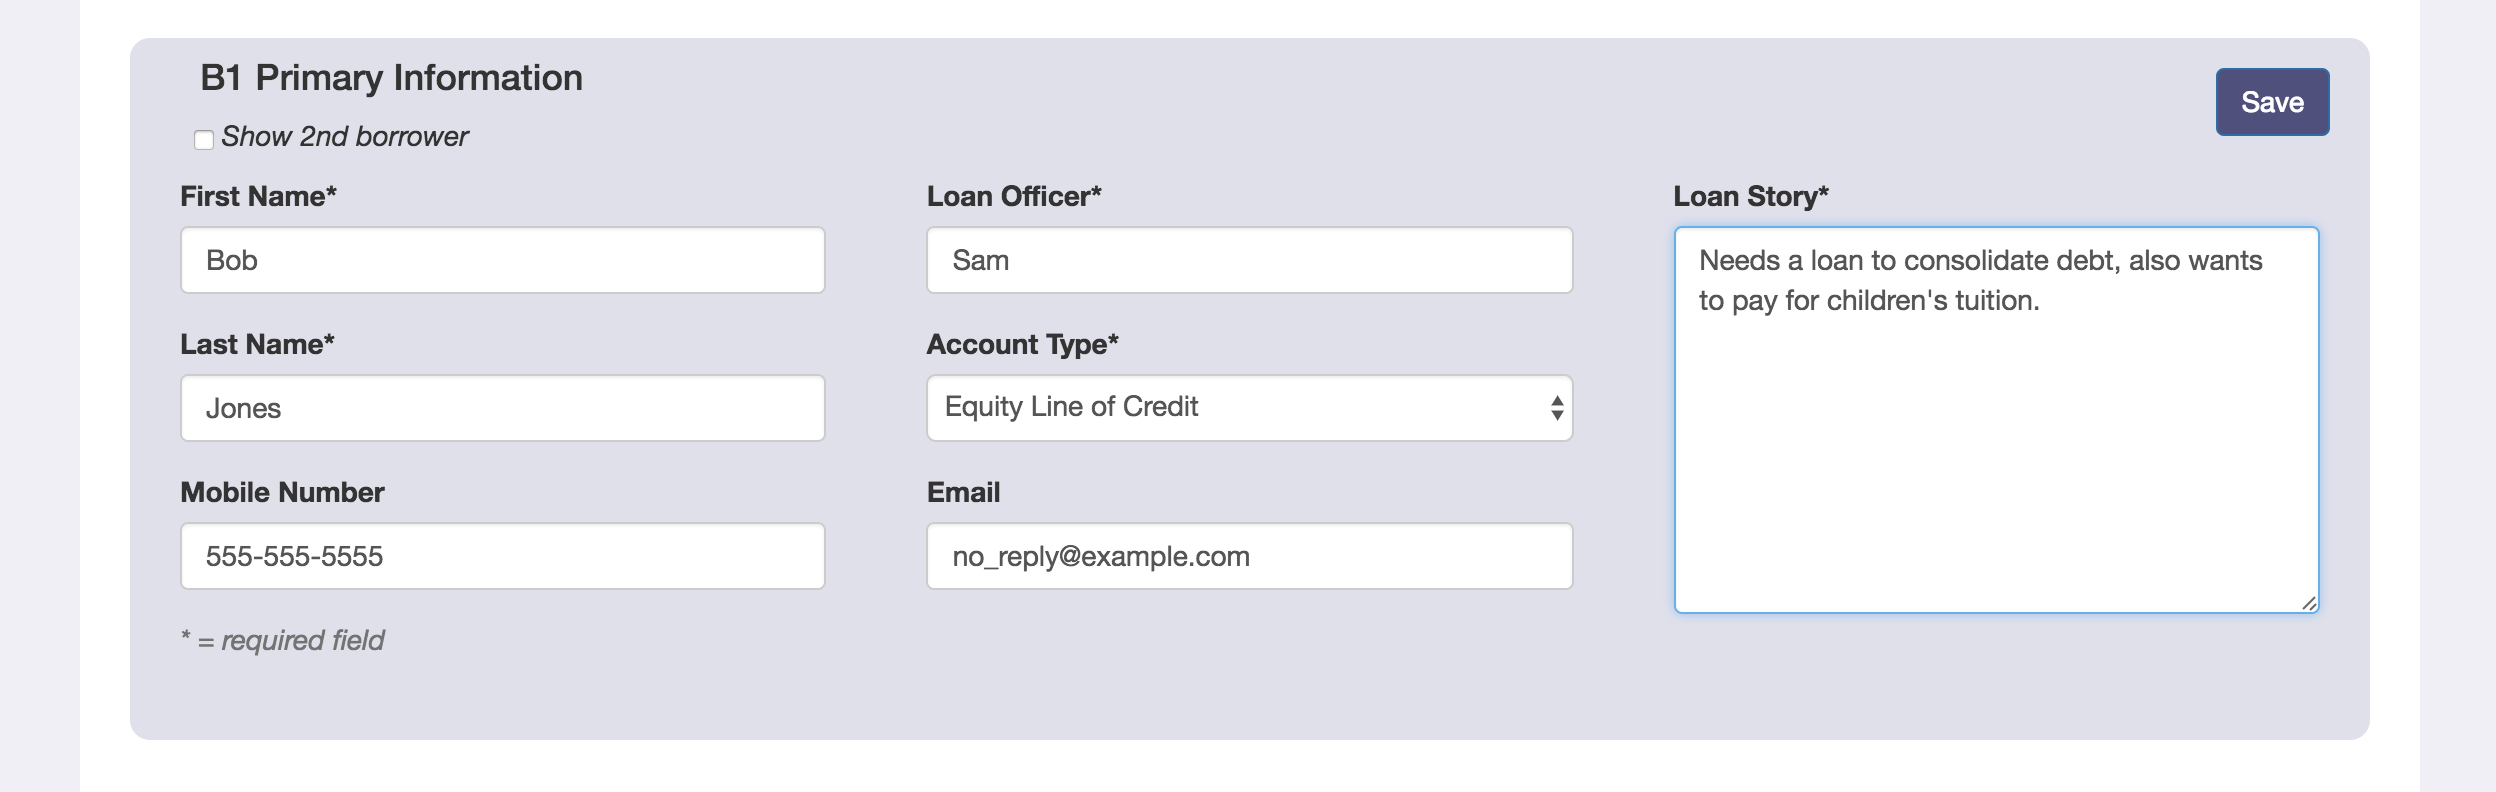 B1 Primary Information
Save
Show 2nd borrower
First Name*
Bob
Loan Officer*
Sam
Loan Story*
Needs a loan to consolidate debt, also wants
to pay for children's tuition.
Last Name*
Jones
Account Type*
Equity Line of Credit
Mobile Number
555-555-5555
Email
no_reply@example.com
* = required field